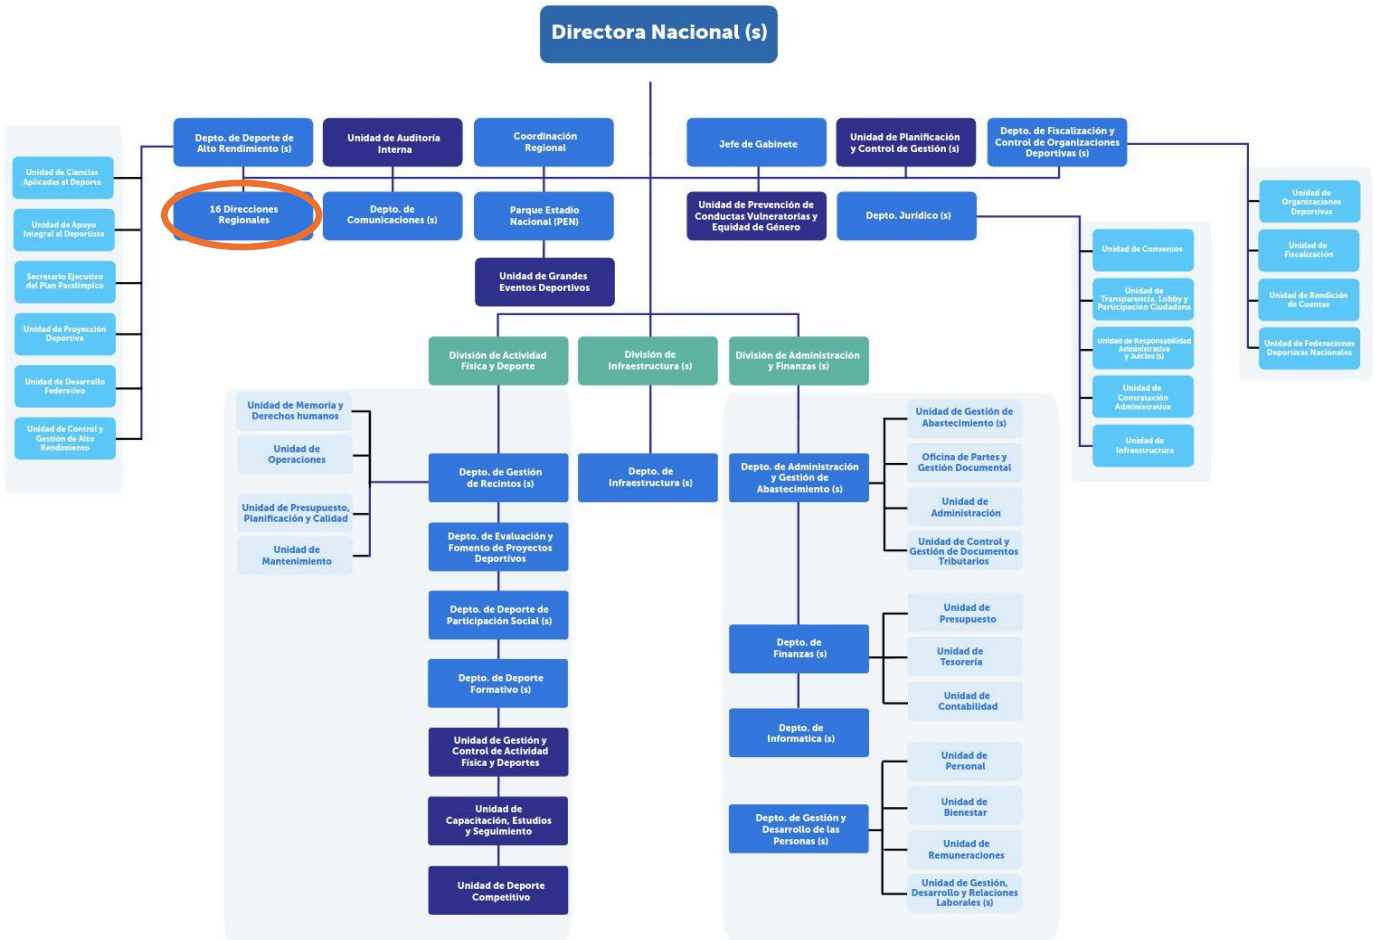 Directora Nacional (s)
Depto. de Deporte de
Alto Rendimiento (s)
Unidad de Auditoría
Interna
Coordinación
Regional
Jefe de Gabinete
Unidad de Planificación
y Control de Gestión (s)
Depto. de Fiscalización y
Control de Organizaciones
Deportivas (s)
16 Direcciones
Regionales
Depto. de
Comunicaciones (s)
Parque Estadio
Nacional (PEN)
Unidad de Prevención de
Conductas Vulneratorias y
Equidad de Género
Depto. Jurídico (s)
Unidad de Grandes
Eventos Deportivos
Unidad de Ciencias
Aplicadas al Deporte
Unidad de Apoyo
Integral al Deportista
Secretario Ejecutivo
del Plan Paralímpico
Unidad de Proyección
Deportiva
Unidad de Desarrollo
Federativo
Unidad de Control y
Gestión de Alto
Rendimiento
Unidad de
Organizaciones
Deportivas
Unidad de
Fiscalización
Unidad de Rendición
de Cuentas
Unidad de Federaciones
Deportivas Nacionales
Unidad de Convenios
Unidad de
Transparencia, Lobby y
Participación Ciudadana
Unidad de Responsabilidad
Administrativa
y Juicios (s)
Unidad de
Contratación
Administrativa
Unidad de
Infraestructura
División de Actividad
Física y Deporte
División de
Infraestructura (s)
División de Administración
y Finanzas (s)
Unidad de Memoria y
Derechos humanos
Unidad de
Operaciones
Unidad de Presupuesto,
Planificación y Calidad
Unidad de
Mantenimiento
Depto. de Gestión
de Recintos (s)
Depto. de Evaluación y
Fomento de Proyectos
Deportivos
Depto. de Deporte de
Participación Social (s)
Depto. de Deporte
Formativo (s)
Unidad de Gestión y
Control de Actividad
Física y Deportes
Unidad de
Capacitación, Estudios
y Seguimiento
Unidad de Deporte
Competitivo
Depto. de
Infraestructura (s)
Depto. de Administración
y Gestión de
Abastecimiento (s)
Unidad de Gestión de
Abastecimiento (s)
Oficina de Partes y
Gestión Documental
Unidad de
Administración
Unidad de Control y
Gestión de Documentos
Tributarios
Depto. de
Finanzas (s)
Unidad de
Presupuesto
Unidad de
Tesorería
Unidad de
Contabilidad
Depto. de
Informatica (s)
Depto. de Gestión y
Desarrollo de las
Personas (s)
Unidad de
Personal
Unidad de
Bienestar
Unidad de
Remuneraciones
Unidad de Gestión,
Desarrollo y Relaciones
Laborales (s)